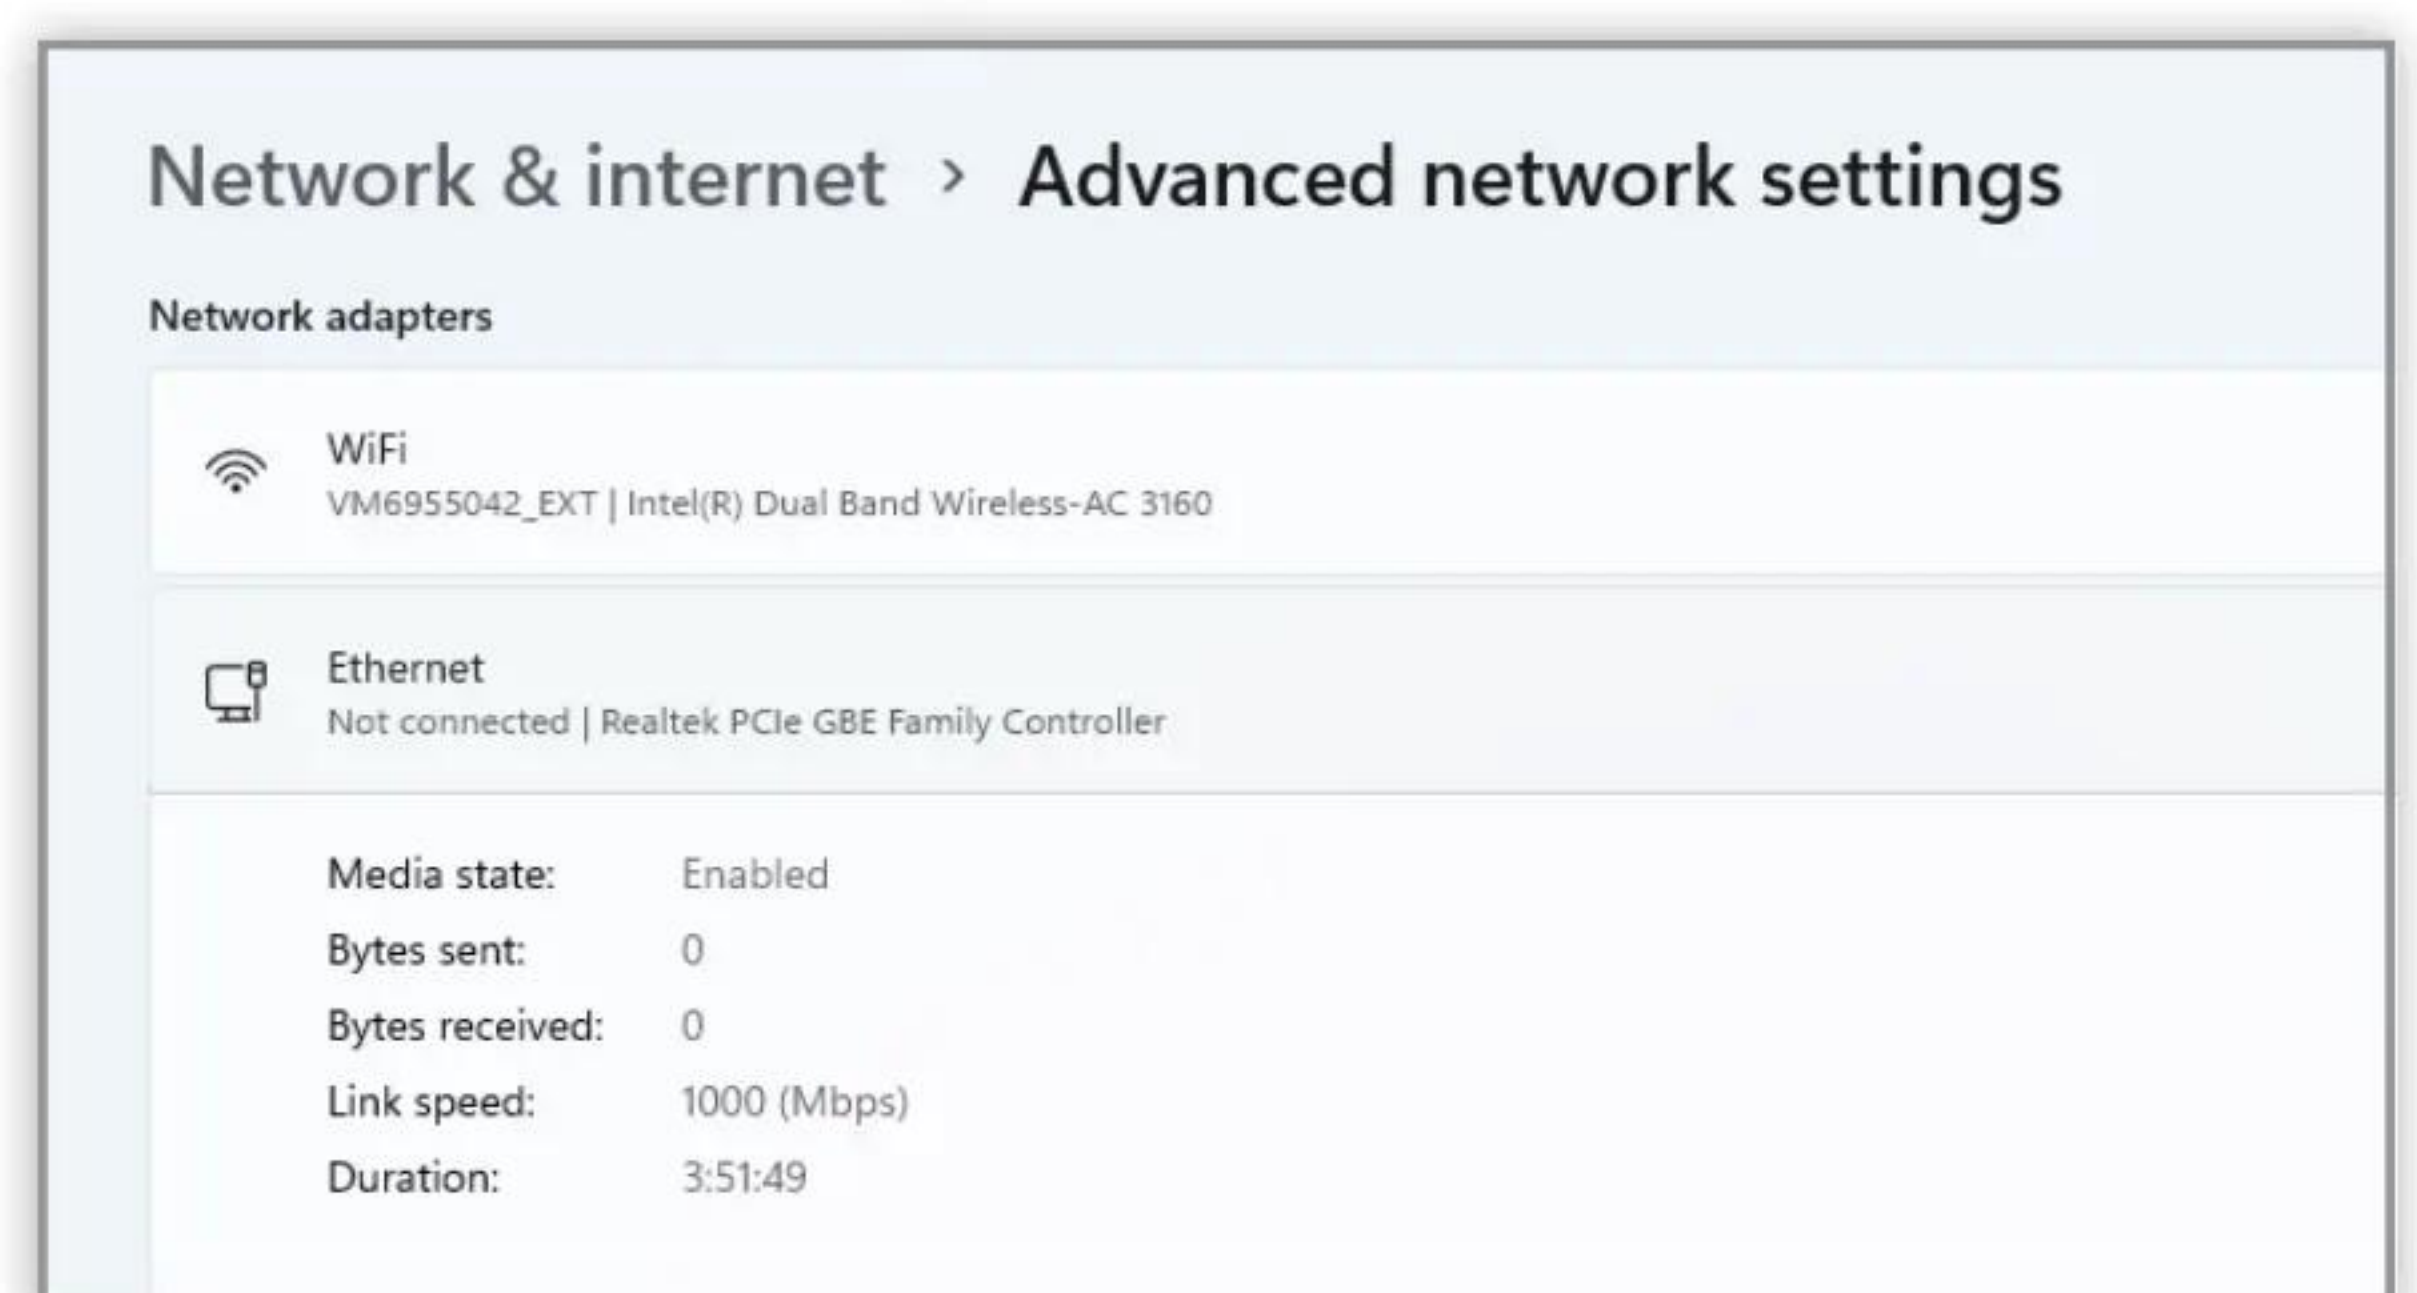 Network & internet > Advanced network settings
Network adapters
WiFi
VM6955042_EXT | Intel(R) Dual Band Wireless-AC 3160
Ethernet
Not connected | Realtek PCIe GBE Family Controller
Media state: Enabled
Bytes sent: 0
Bytes received: 0
Link speed: 1000 (Mbps)
Duration: 3:51:49